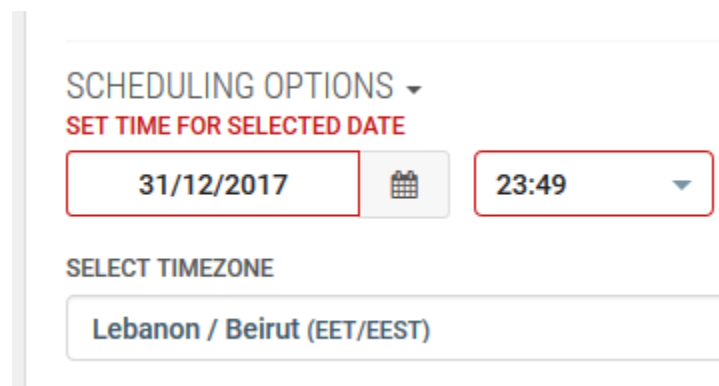 SCHEDULING OPTIONS
SET TIME FOR SELECTED DATE
31/12/2017 23:49
SELECT TIMEZONE
Lebanon / Beirut (EET/EEST)